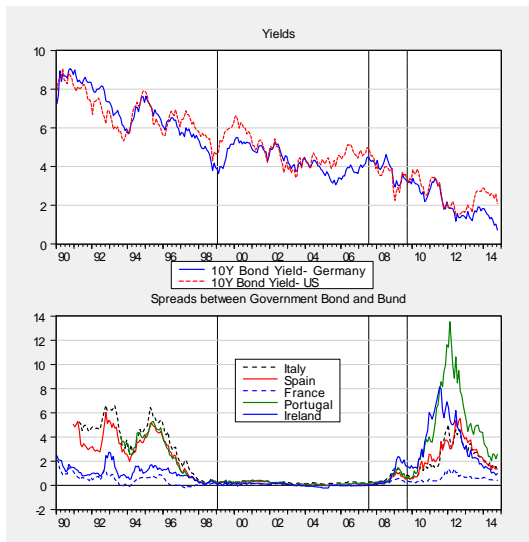 Yields
10
8
6
4
2
0
90 92 94 96 98 00 02 04 06 08 10 12 14
10Y Bond Yield- Germany
10Y Bond Yield- US
Spreads between Government Bond and Bund
14
12
10
8
6
4
2
0
-2
Italy
Spain
France
Portugal
Ireland
90 92 94 96 98 00 02 04 06 08 10 12 14